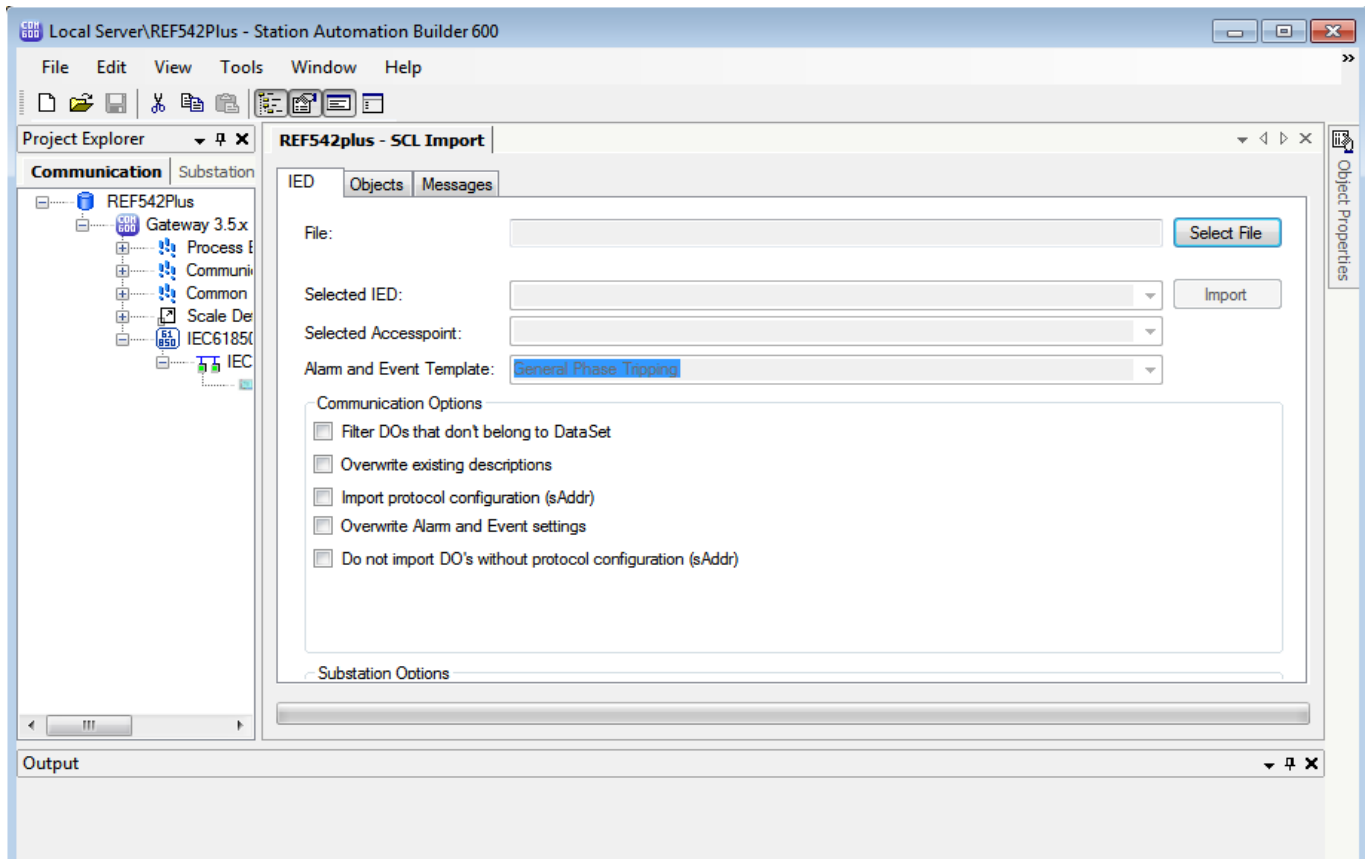 Local Server\REF542Plus - Station Automation Builder 600
File Edit View Tools Window Help
Project Explorer
Communication Substation
REF542Plus
Gateway 3.5.x
Process E
Communi
Common
Scale De
IEC6185
IEC
REF542plus - SCL Import
IED Objects Messages
File: Select File
Selected IED: Import
Selected Accesspoint:
Alarm and Event Template: General Phase Tripping
Communication Options
Filter DOs that don't belong to DataSet
Overwrite existing descriptions
Import protocol configuration (sAddr)
Overwrite Alarm and Event settings
Do not import DO's without protocol configuration (sAddr)
Substation Options
Object Properties
Output